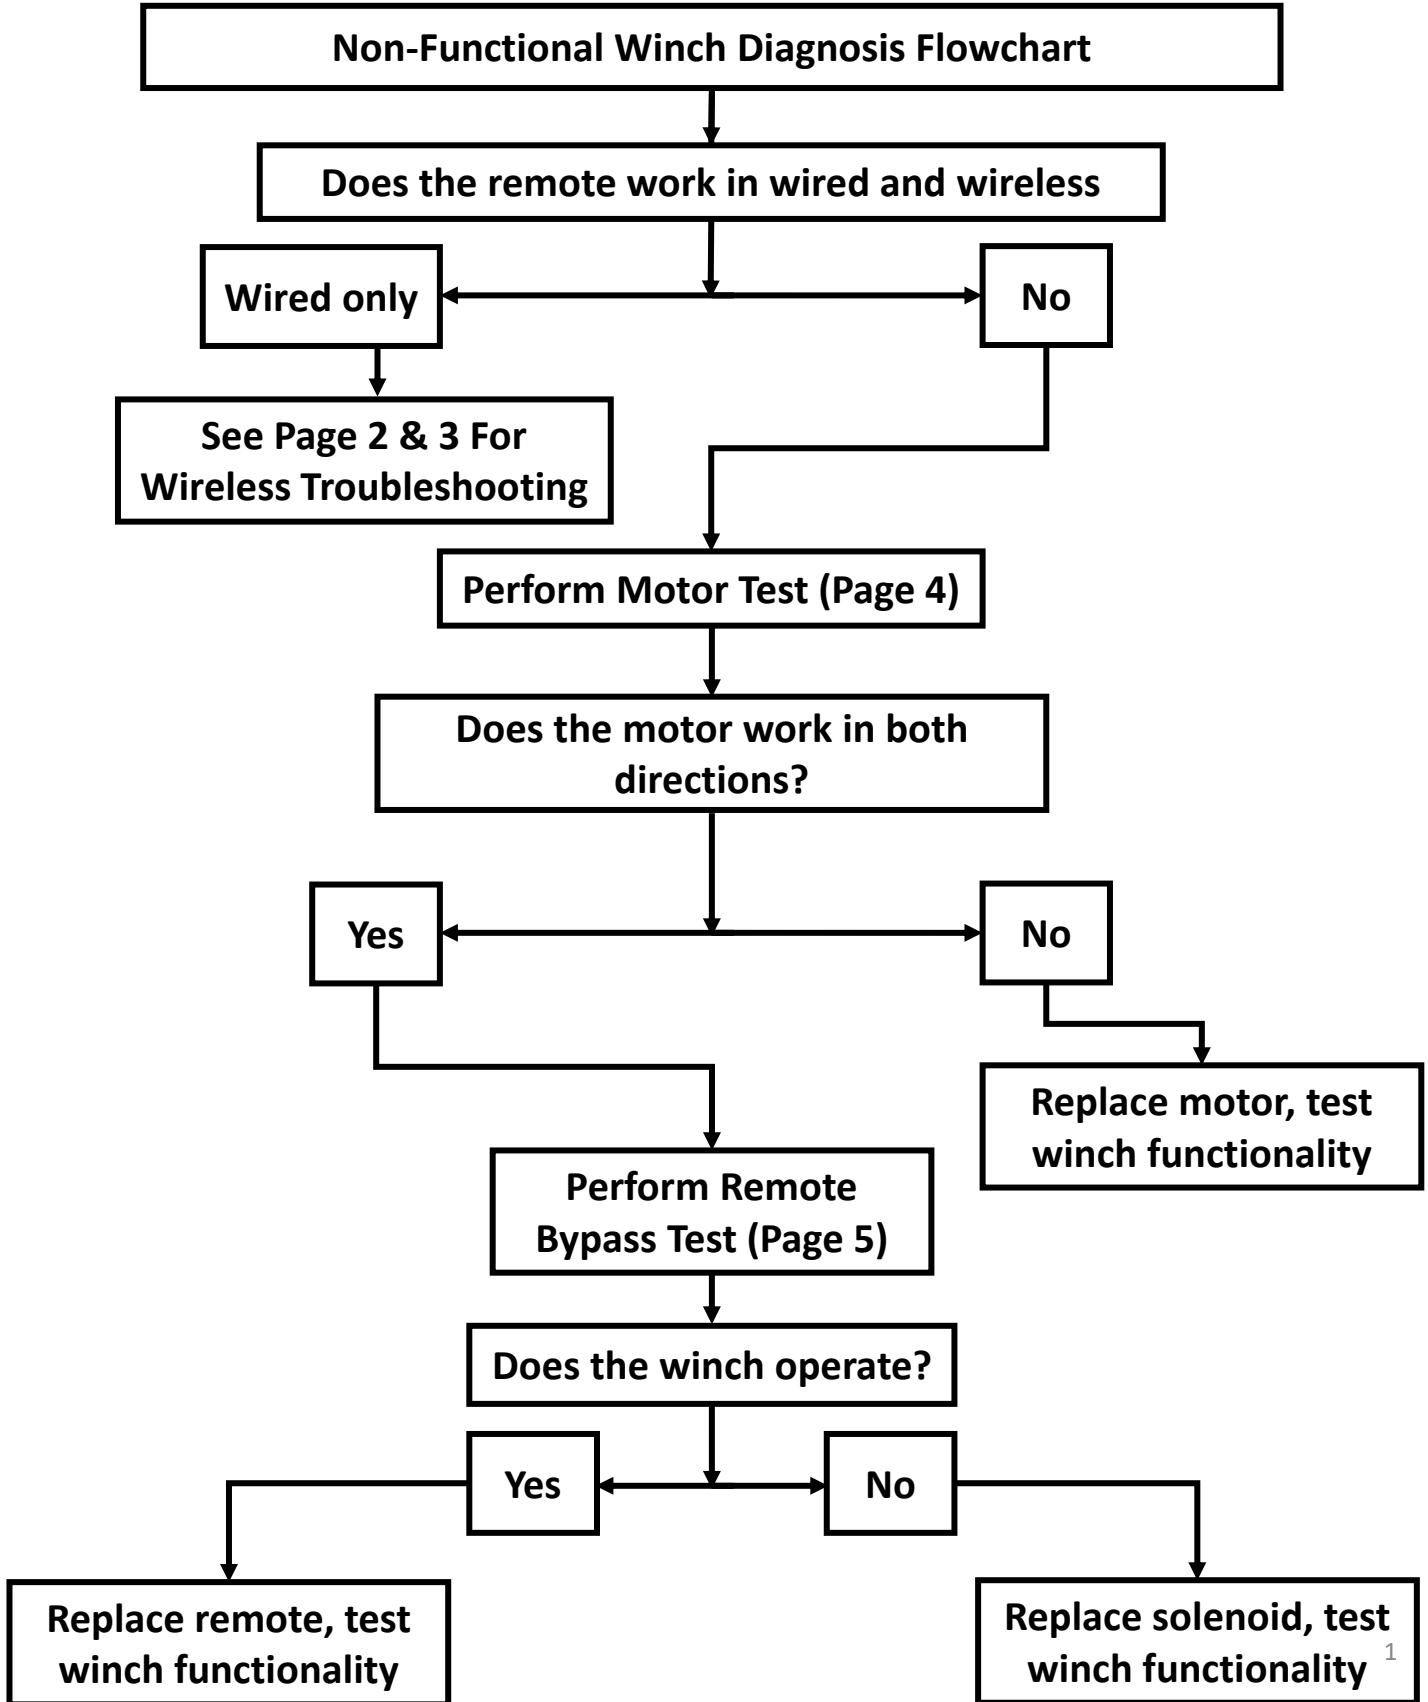 Non-Functional Winch Diagnosis Flowchart
Does the remote work in wired and wireless
Wired only
No
See Page 2 & 3 For
Wireless Troubleshooting
Perform Motor Test (Page 4)
Does the motor work in both
directions?
Yes
No
Replace motor, test
winch functionality
Perform Remote
Bypass Test (Page 5)
Does the winch operate?
Yes
No
Replace remote, test
winch functionality
Replace solenoid, test
winch functionality
1